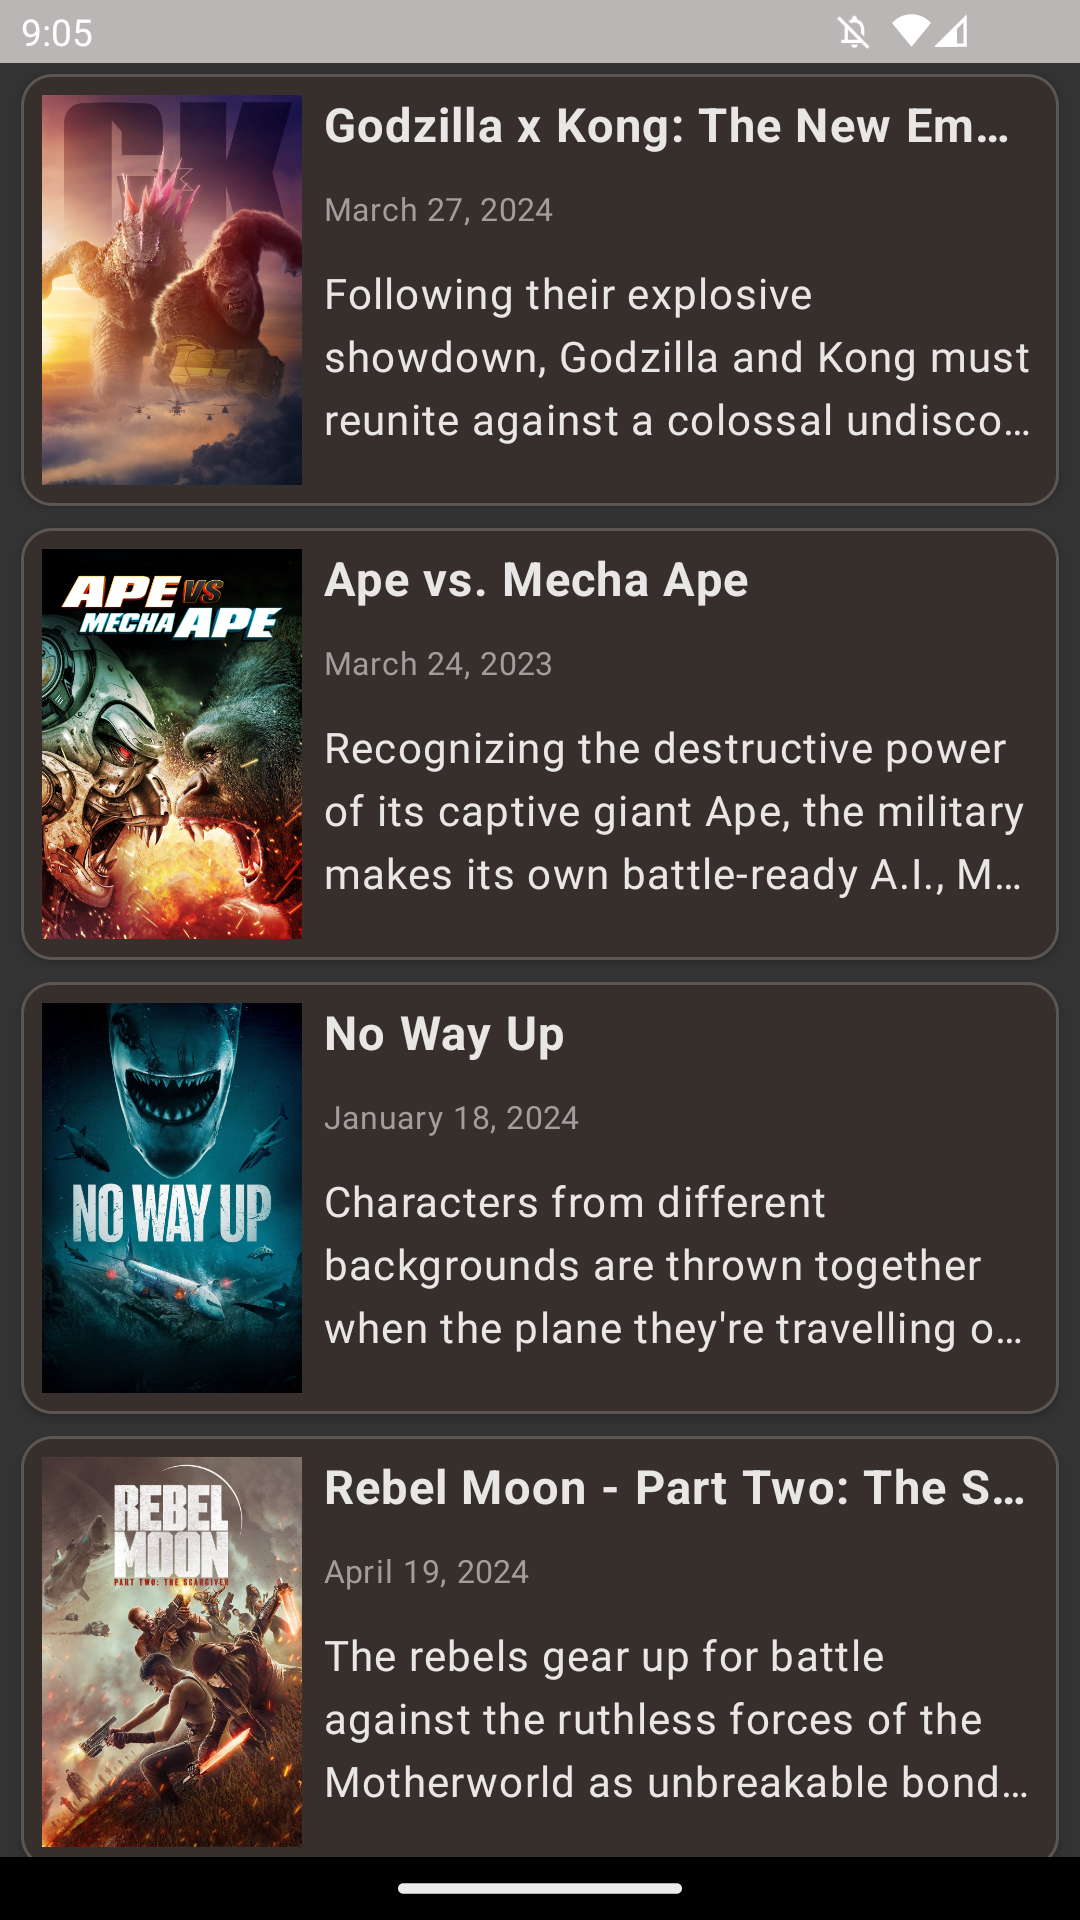 9:05
GK
Godzilla x Kong: The New Em…
March 27, 2024
Following their explosive
showdown, Godzilla and Kong must
reunite against a colossal undisco…
APE VS
MECHA APE
Ape vs. Mecha Ape
March 24, 2023
Recognizing the destructive power
of its captive giant Ape, the military
makes its own battle-ready A.I., M…
NO WAY UP
No Way Up
January 18, 2024
Characters from different
backgrounds are thrown together
when the plane they're travelling o…
REBEL
MOON
PART TWO: THE SCARGIVER
Rebel Moon - Part Two: The S…
April 19, 2024
The rebels gear up for battle
against the ruthless forces of the
Motherworld as unbreakable bond…